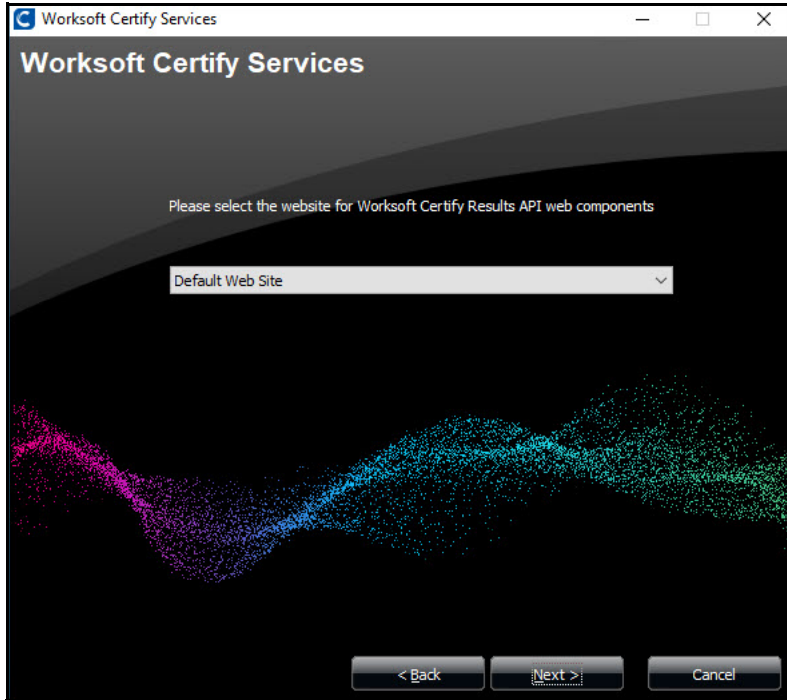 Worksoft Certify Services
Worksoft Certify Services
Please select the website for Worksoft Certify Results API web components
Default Web Site
< Back
Next >
Cancel